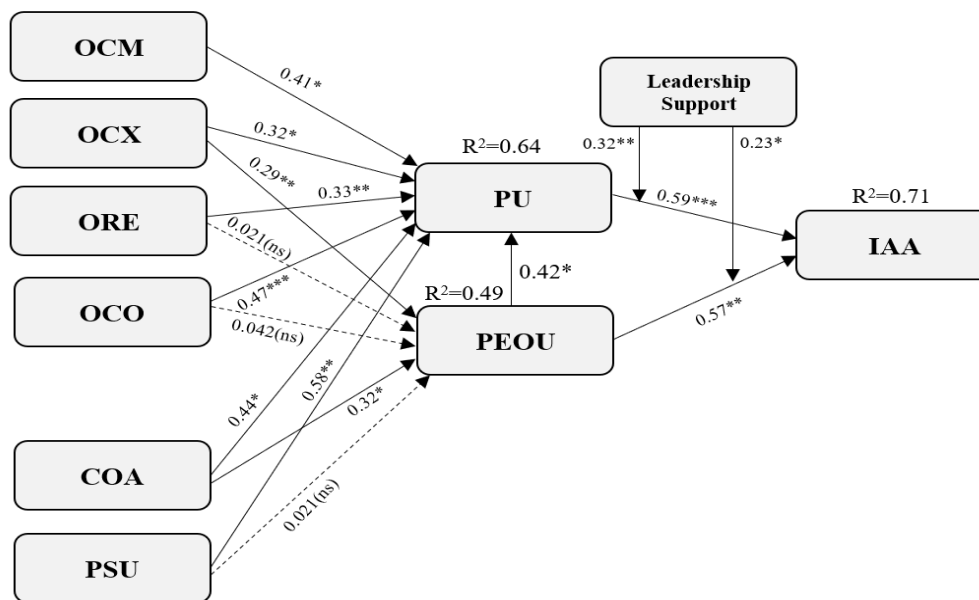 OCM
OCX
ORE
OCO
COA
PSU
0.41*
0.32*
0.29**
0.33**
0.021(ns)
0.47***
0.042(ns)
0.44*
0.58**
0.32*
0.021(ns)
R²=0.64
PU
0.42*
R²=0.49
PEOU
Leadership
Support
0.32**
0.23*
0.59***
0.57**
R²=0.71
IAA